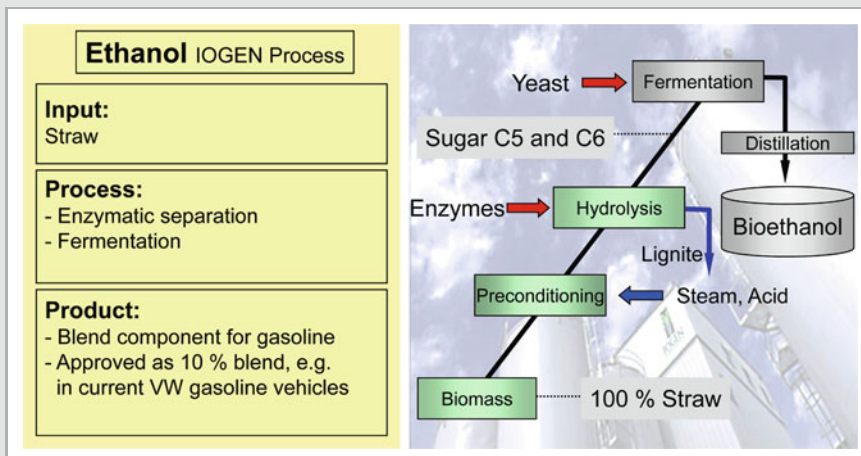 Ethanol IOGEN Process
Input:
Straw
Process:
- Enzymatic separation
- Fermentation
Product:
- Blend component for gasoline
- Approved as 10 % blend, e.g.
in current VW gasoline vehicles
Yeast
Fermentation
Sugar C5 and C6
Distillation
Enzymes
Hydrolysis
Bioethanol
Lignite
Preconditioning
Steam, Acid
IOGEN
Biomass
100 % Straw